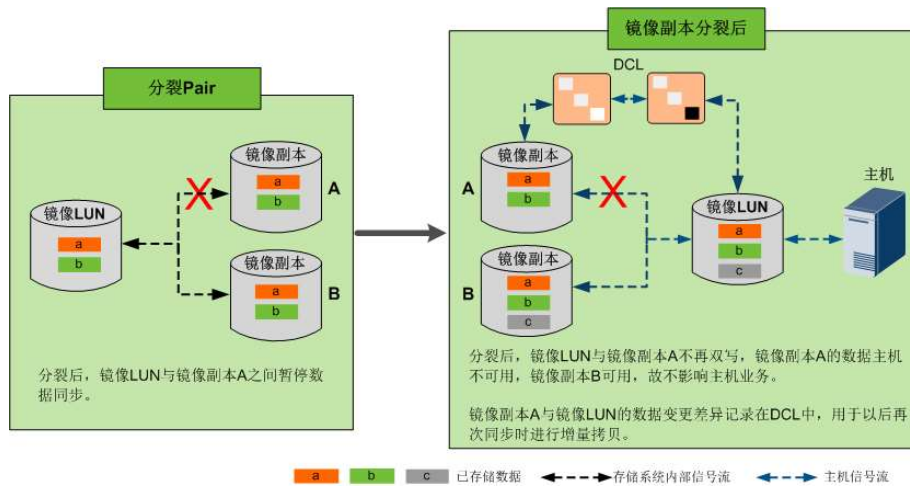 分裂Pair
镜像LUN
a
b
镜像副本
a
b
A
镜像副本
a
b
B
分裂后，镜像LUN与镜像副本A之间暂停数
据同步。
镜像副本分裂后
DCL
镜像副本
a
b
A
镜像副本
a
b
c
B
镜像LUN
a
b
c
主机
分裂后，镜像LUN与镜像副本A不再双写，镜像副本A的数据主机
不可用，镜像副本B可用，故不影响主机业务。
镜像副本A与镜像LUN的数据变更差异记录在DCL中，用于以后再
次同步时进行增量拷贝。
a b c 已存储数据 存储系统内部信号流 主机信号流